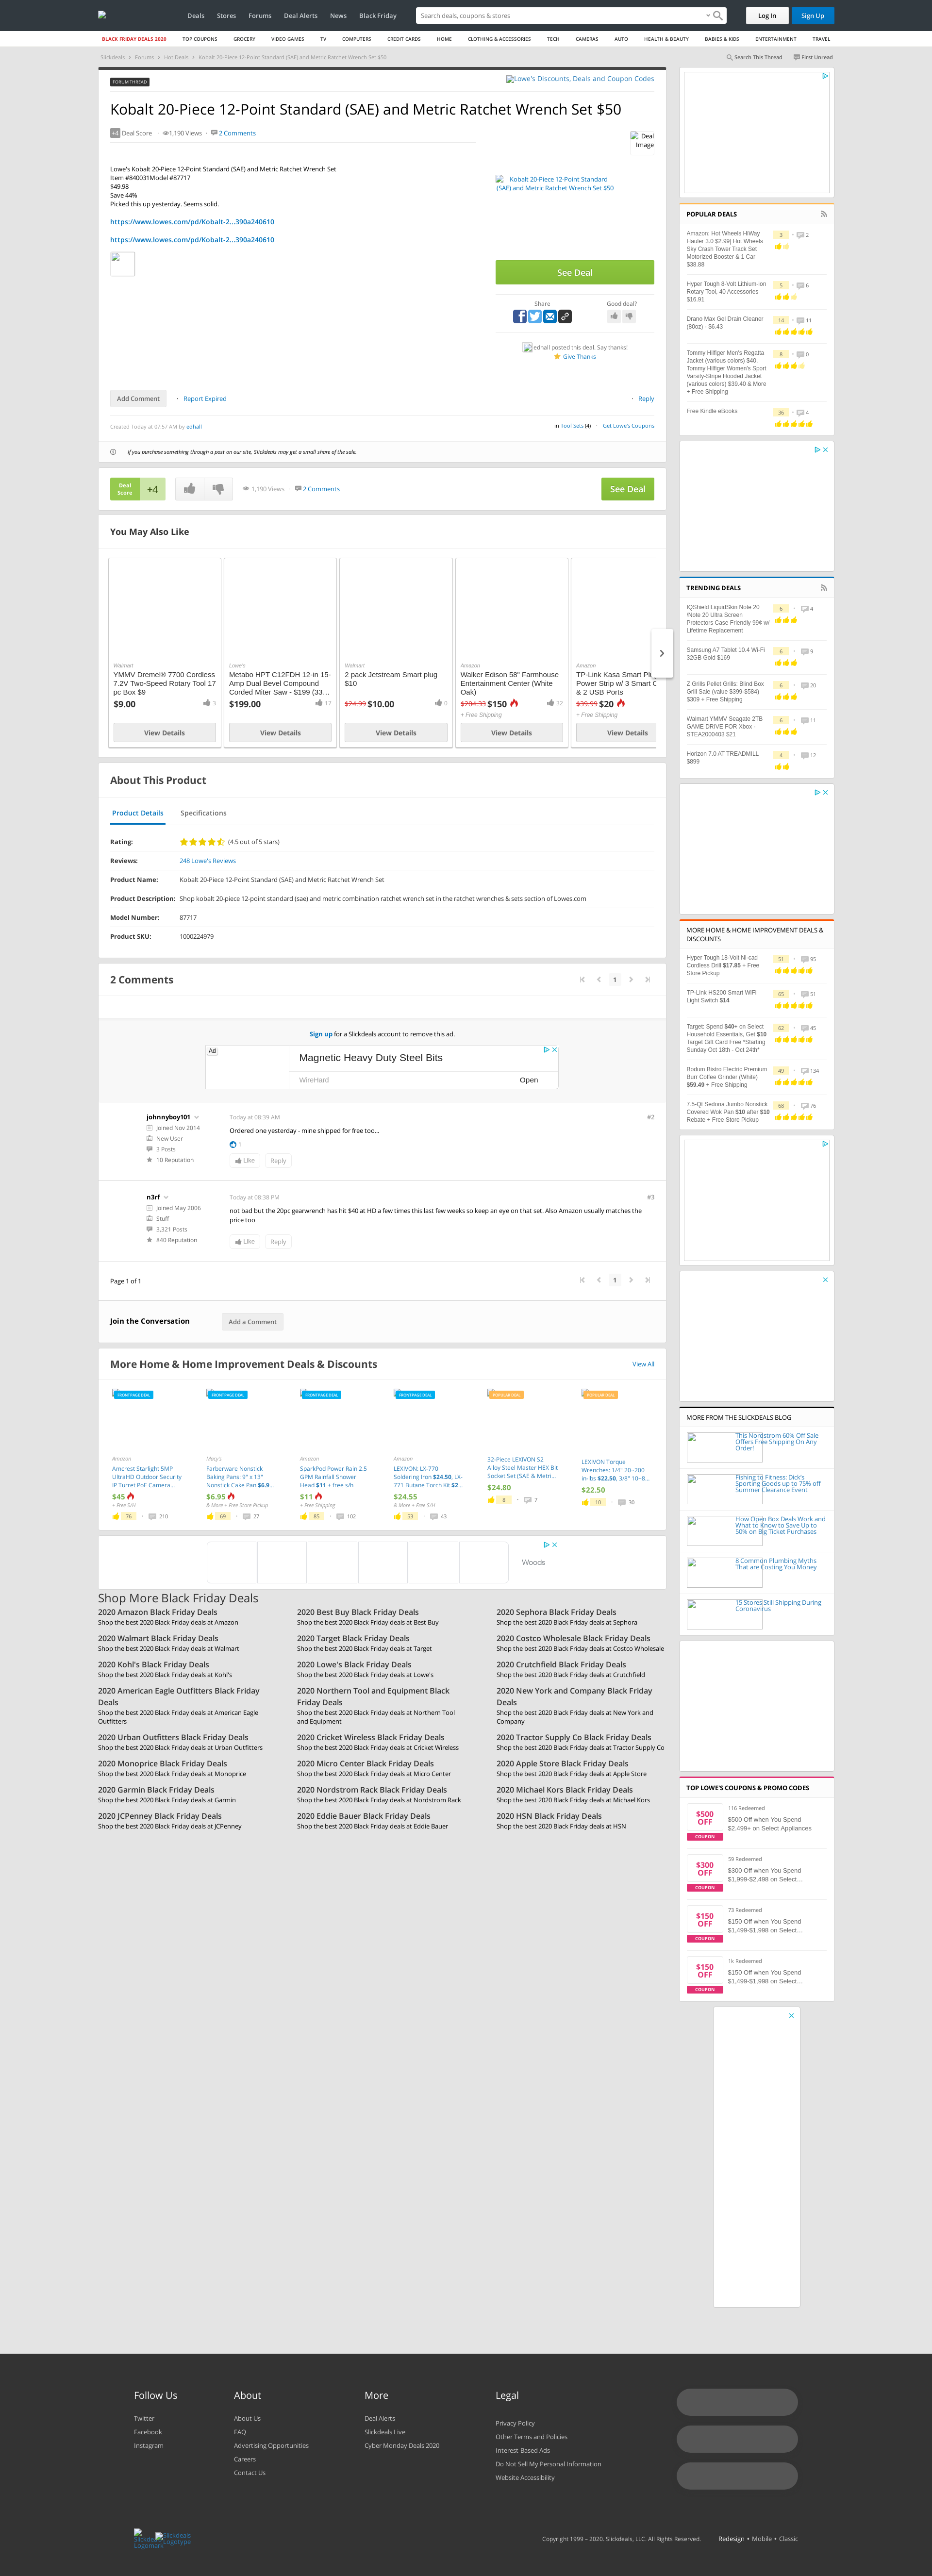 Deals Stores Forums Deal Alerts News Black Friday
Search deals, coupons & stores
Log In
Sign Up
BLACK FRIDAY DEALS 2020 TOP COUPONS GROCERY VIDEO GAMES TV COMPUTERS CREDIT CARDS HOME CLOTHING & ACCESSORIES TECH CAMERAS AUTO HEALTH & BEAUTY BABIES & KIDS ENTERTAINMENT TRAVEL
Slickdeals Forums Hot Deals Kobalt 20-Piece 12-Point Standard (SAE) and Metric Ratchet Wrench Set $50
Search This Thread First Unread
FORUM THREAD
Lowe's Discounts, Deals and Coupon Codes
Kobalt 20-Piece 12-Point Standard (SAE) and Metric Ratchet Wrench Set $50
+4 Deal Score 1,190 Views 2 Comments
Deal Image
Lowe's Kobalt 20-Piece 12-Point Standard (SAE) and Metric Ratchet Wrench Set
Item #840031Model #87717
$49.98
Save 44%
Picked this up yesterday. Seems solid.
https://www.lowes.com/pd/Kobalt-2...390a240610
https://www.lowes.com/pd/Kobalt-2...390a240610
Kobalt 20-Piece 12-Point Standard
(SAE) and Metric Ratchet Wrench Set $50
See Deal
Share
Good deal?
edhall posted this deal. Say thanks!
Give Thanks
Add Comment
Report Expired
Reply
Created Today at 07:57 AM by edhall
in Tool Sets (4) Get Lowe's Coupons
If you purchase something through a post on our site, Slickdeals may get a small share of the sale.
Deal Score +4
1,190 Views 2 Comments
See Deal
You May Also Like
Walmart
YMMV Dremel® 7700 Cordless 7.2V Two-Speed Rotary Tool 17 pc Box $9
$9.00 3
View Details
Lowe's
Metabo HPT C12FDH 12-in 15-Amp Dual Bevel Compound Corded Miter Saw - $199 (33…
$199.00 17
View Details
Walmart
2 pack Jetstream Smart plug $10
$24.99 $10.00 0
View Details
Amazon
Walker Edison 58" Farmhouse Entertainment Center (White Oak)
$204.33 $150 32
+ Free Shipping
View Details
Amazon
TP-Link Kasa Smart Pl
Power Strip w/ 3 Smart O
& 2 USB Ports
$39.99 $20
+ Free Shipping
View Details
About This Product
Product Details Specifications
Rating: (4.5 out of 5 stars)
Reviews: 248 Lowe's Reviews
Product Name: Kobalt 20-Piece 12-Point Standard (SAE) and Metric Ratchet Wrench Set
Product Description: Shop kobalt 20-piece 12-point standard (sae) and metric combination ratchet wrench set in the ratchet wrenches & sets section of Lowes.com
Model Number: 87717
Product SKU: 1000224979
2 Comments
1
Sign up for a Slickdeals account to remove this ad.
Ad
Magnetic Heavy Duty Steel Bits
WireHard
Open
johnnyboy101
Joined Nov 2014
New User
3 Posts
10 Reputation
Today at 08:39 AM
#2
Ordered one yesterday - mine shipped for free too...
1
Like
Reply
n3rf
Joined May 2006
Stuff
3,321 Posts
840 Reputation
Today at 08:38 PM
#3
not bad but the 20pc gearwrench has hit $40 at HD a few times this last few weeks so keep an eye on that set. Also Amazon usually matches the
price too
Like
Reply
Page 1 of 1
1
Join the Conversation
Add a Comment
More Home & Home Improvement Deals & Discounts
View All
FRONTPAGE DEAL
Amazon
Amcrest Starlight 5MP UltraHD Outdoor Security IP Turret PoE Camera...
$45
+ Free S/H
76 210
FRONTPAGE DEAL
Macy's
Farberware Nonstick Baking Pans: 9" x 13" Nonstick Cake Pan $6.9...
$6.95
& More + Free Store Pickup
69 27
FRONTPAGE DEAL
Amazon
SparkPod Power Rain 2.5 GPM Rainfall Shower Head $11 + free s/h
$11
+ Free Shipping
85 102
FRONTPAGE DEAL
Amazon
LEXIVON: LX-770 Soldering Iron $24.50, LX-771 Butane Torch Kit $2...
$24.55
& More + Free S/H
53 43
POPULAR DEAL
32-Piece LEXIVON S2 Alloy Steel Master HEX Bit Socket Set (SAE & Metri...
$24.80
8 7
POPULAR DEAL
LEXIVON Torque Wrenches: 1/4" 20~200 in-lbs $22.50, 3/8" 10~8...
$22.50
10 30
Woods
Shop More Black Friday Deals
2020 Amazon Black Friday Deals
Shop the best 2020 Black Friday deals at Amazon
2020 Best Buy Black Friday Deals
Shop the best 2020 Black Friday deals at Best Buy
2020 Sephora Black Friday Deals
Shop the best 2020 Black Friday deals at Sephora
2020 Walmart Black Friday Deals
Shop the best 2020 Black Friday deals at Walmart
2020 Target Black Friday Deals
Shop the best 2020 Black Friday deals at Target
2020 Costco Wholesale Black Friday Deals
Shop the best 2020 Black Friday deals at Costco Wholesale
2020 Kohl's Black Friday Deals
Shop the best 2020 Black Friday deals at Kohl's
2020 Lowe's Black Friday Deals
Shop the best 2020 Black Friday deals at Lowe's
2020 Crutchfield Black Friday Deals
Shop the best 2020 Black Friday deals at Crutchfield
2020 American Eagle Outfitters Black Friday Deals
Shop the best 2020 Black Friday deals at American Eagle Outfitters
2020 Northern Tool and Equipment Black Friday Deals
Shop the best 2020 Black Friday deals at Northern Tool and Equipment
2020 New York and Company Black Friday Deals
Shop the best 2020 Black Friday deals at New York and Company
2020 Urban Outfitters Black Friday Deals
Shop the best 2020 Black Friday deals at Urban Outfitters
2020 Cricket Wireless Black Friday Deals
Shop the best 2020 Black Friday deals at Cricket Wireless
2020 Tractor Supply Co Black Friday Deals
Shop the best 2020 Black Friday deals at Tractor Supply Co
2020 Monoprice Black Friday Deals
Shop the best 2020 Black Friday deals at Monoprice
2020 Micro Center Black Friday Deals
Shop the best 2020 Black Friday deals at Micro Center
2020 Apple Store Black Friday Deals
Shop the best 2020 Black Friday deals at Apple Store
2020 Garmin Black Friday Deals
Shop the best 2020 Black Friday deals at Garmin
2020 Nordstrom Rack Black Friday Deals
Shop the best 2020 Black Friday deals at Nordstrom Rack
2020 Michael Kors Black Friday Deals
Shop the best 2020 Black Friday deals at Michael Kors
2020 JCPenney Black Friday Deals
Shop the best 2020 Black Friday deals at JCPenney
2020 Eddie Bauer Black Friday Deals
Shop the best 2020 Black Friday deals at Eddie Bauer
2020 HSN Black Friday Deals
Shop the best 2020 Black Friday deals at HSN
POPULAR DEALS
Amazon: Hot Wheels HiWay Hauler 3.0 $2.99| Hot Wheels Sky Crash Tower Track Set Motorized Booster & 1 Car $38.88
3 2
Hyper Tough 8-Volt Lithium-ion Rotary Tool, 40 Accessories $16.91
5 6
Drano Max Gel Drain Cleaner (80oz) - $6.43
14 11
Tommy Hilfiger Men's Regatta Jacket (various colors) $40, Tommy Hilfiger Women's Sport Varsity-Stripe Hooded Jacket (various colors) $39.40 & More + Free Shipping
8 0
Free Kindle eBooks
36 4
TRENDING DEALS
IQShield LiquidSkin Note 20 /Note 20 Ultra Screen Protectors Case Friendly 99¢ w/ Lifetime Replacement
6 4
Samsung A7 Tablet 10.4 Wi-Fi 32GB Gold $169
6 9
Z Grills Pellet Grills: Blind Box Grill Sale (value $399-$584) $309 + Free Shipping
6 20
Walmart YMMV Seagate 2TB GAME DRIVE FOR Xbox - STEA2000403 $21
6 11
Horizon 7.0 AT TREADMILL $899
4 12
MORE HOME & HOME IMPROVEMENT DEALS & DISCOUNTS
Hyper Tough 18-Volt Ni-cad Cordless Drill $17.85 + Free Store Pickup
51 95
TP-Link HS200 Smart WiFi Light Switch $14
65 51
Target: Spend $40+ on Select Household Essentials, Get $10 Target Gift Card Free *Starting Sunday Oct 18th - Oct 24th*
62 45
Bodum Bistro Electric Premium Burr Coffee Grinder (White) $59.49 + Free Shipping
49 134
7.5-Qt Sedona Jumbo Nonstick Covered Wok Pan $10 after $10 Rebate + Free Store Pickup
68 76
MORE FROM THE SLICKDEALS BLOG
This Nordstrom 60% Off Sale Offers Free Shipping On Any Order!
Fishing to Fitness: Dick's Sporting Goods up to 75% off Summer Clearance Event
How Open Box Deals Work and What to Know to Save Up to 50% on Big Ticket Purchases
8 Common Plumbing Myths That are Costing You Money
15 Stores Still Shipping During Coronavirus
TOP LOWE'S COUPONS & PROMO CODES
$500 OFF
COUPON
116 Redeemed
$500 Off when You Spend $2,499+ on Select Appliances
$300 OFF
COUPON
59 Redeemed
$300 Off when You Spend $1,999-$2,498 on Select…
$150 OFF
COUPON
73 Redeemed
$150 Off when You Spend $1,499-$1,998 on Select…
$150 OFF
COUPON
1k Redeemed
$150 Off when You Spend $1,499-$1,998 on Select…
Follow Us
Twitter
Facebook
Instagram
About
About Us
FAQ
Advertising Opportunities
Careers
Contact Us
More
Deal Alerts
Slickdeals Live
Cyber Monday Deals 2020
Legal
Privacy Policy
Other Terms and Policies
Interest-Based Ads
Do Not Sell My Personal Information
Website Accessibility
Slickdeals Logotype
Copyright 1999 – 2020. Slickdeals, LLC. All Rights Reserved.
Redesign • Mobile • Classic